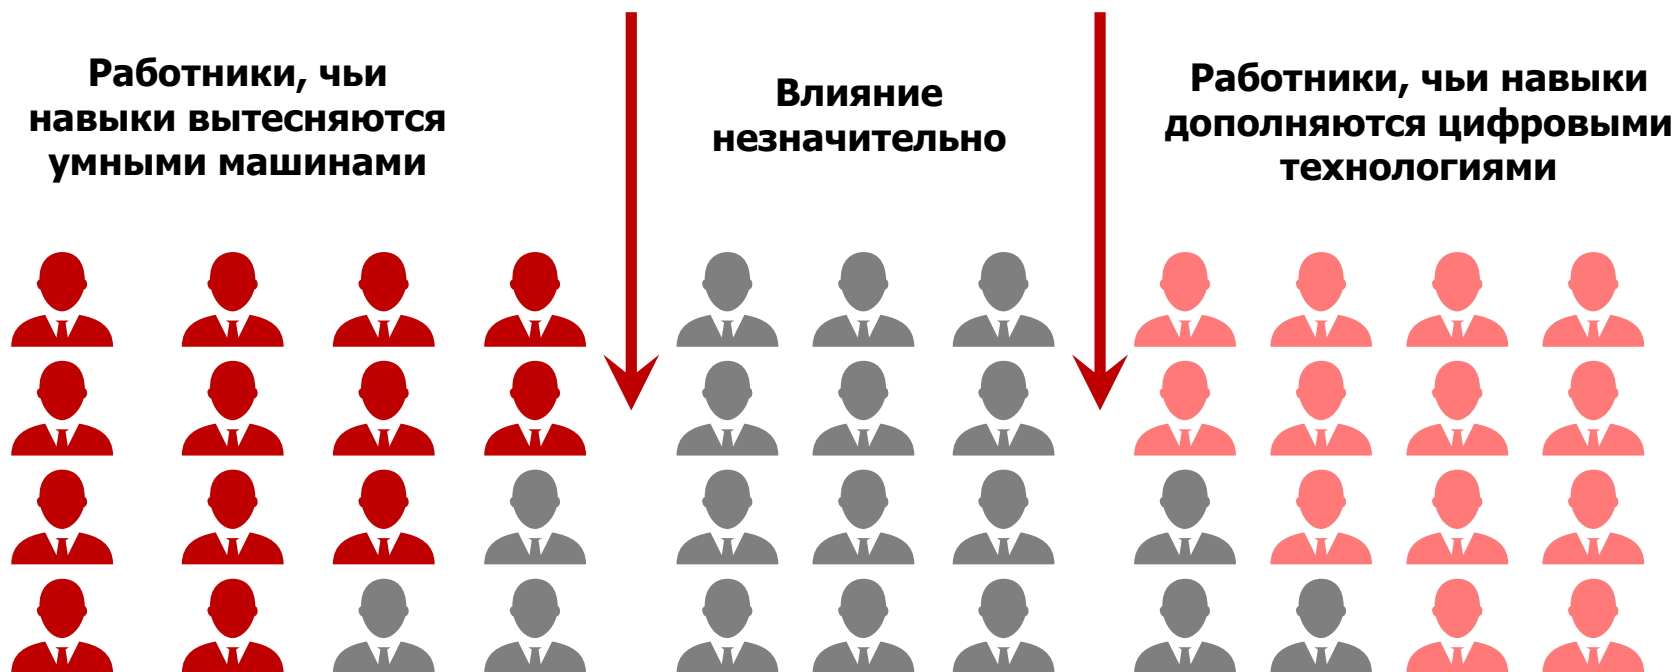 Работники, чьи
навыки вытесняются
умными машинами
Влияние
незначительно
Работники, чьи навыки
дополняются цифровыми
технологиями